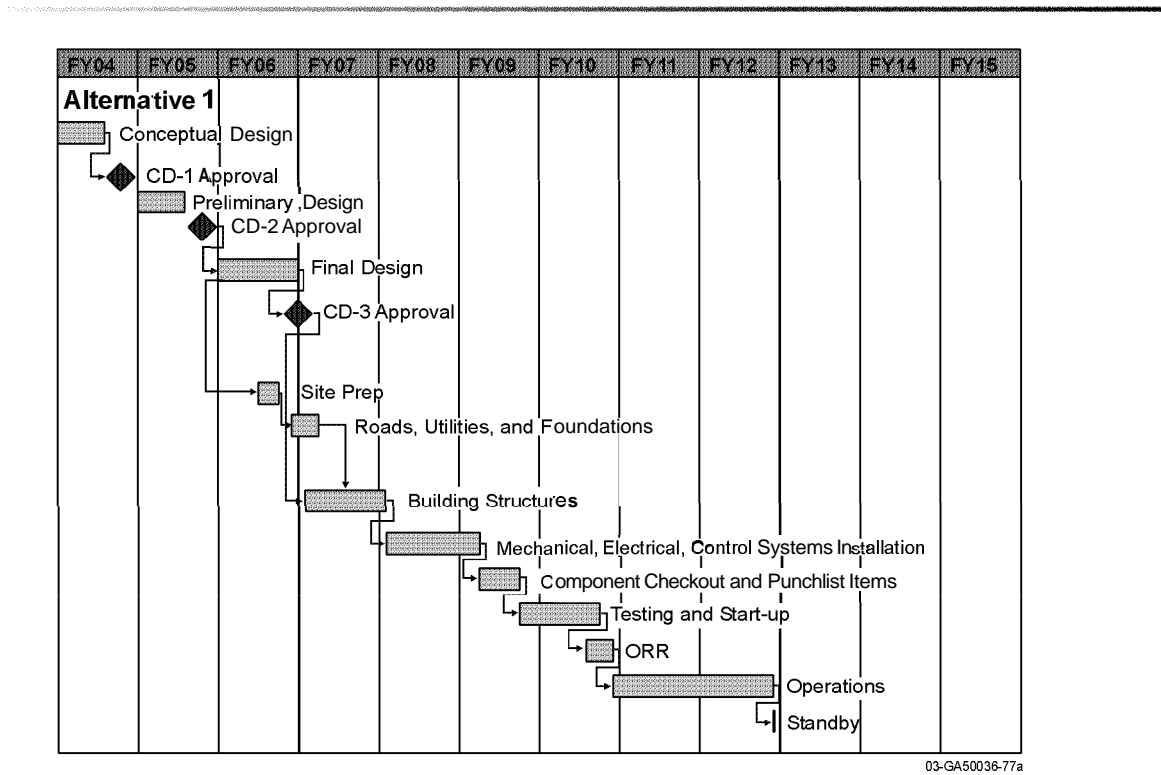 FY04 FY05 FY06 FY07 FY08 FY09 FY10 FY11 FY12 FY13 FY14 FY15
Alternative 1
Conceptual Design
CD-1 Approval
Preliminary ,Design
CD-2 Approval
Final Design
CD-3 Approval
Site Prep
Roads, Utilities, and Foundations
Building Structures
Mechanical, Electrical, Control Systems Installation
Component Checkout and Punchlist Items
Testing and Start-up
ORR
Operations
Standby
03-GA50036-77a